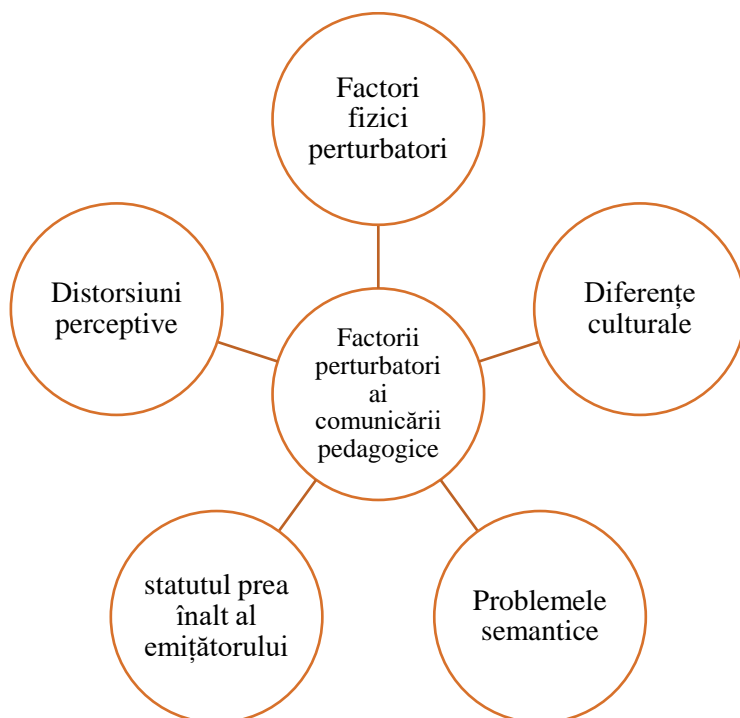 Factori
fizici
perturbatori
Distorsiuni
perceptive
Diferențe
culturale
Factorii
perturbatori
ai
comunicării
pedagogice
statutul prea
înalt al
emițătorului
Problemele
semantice